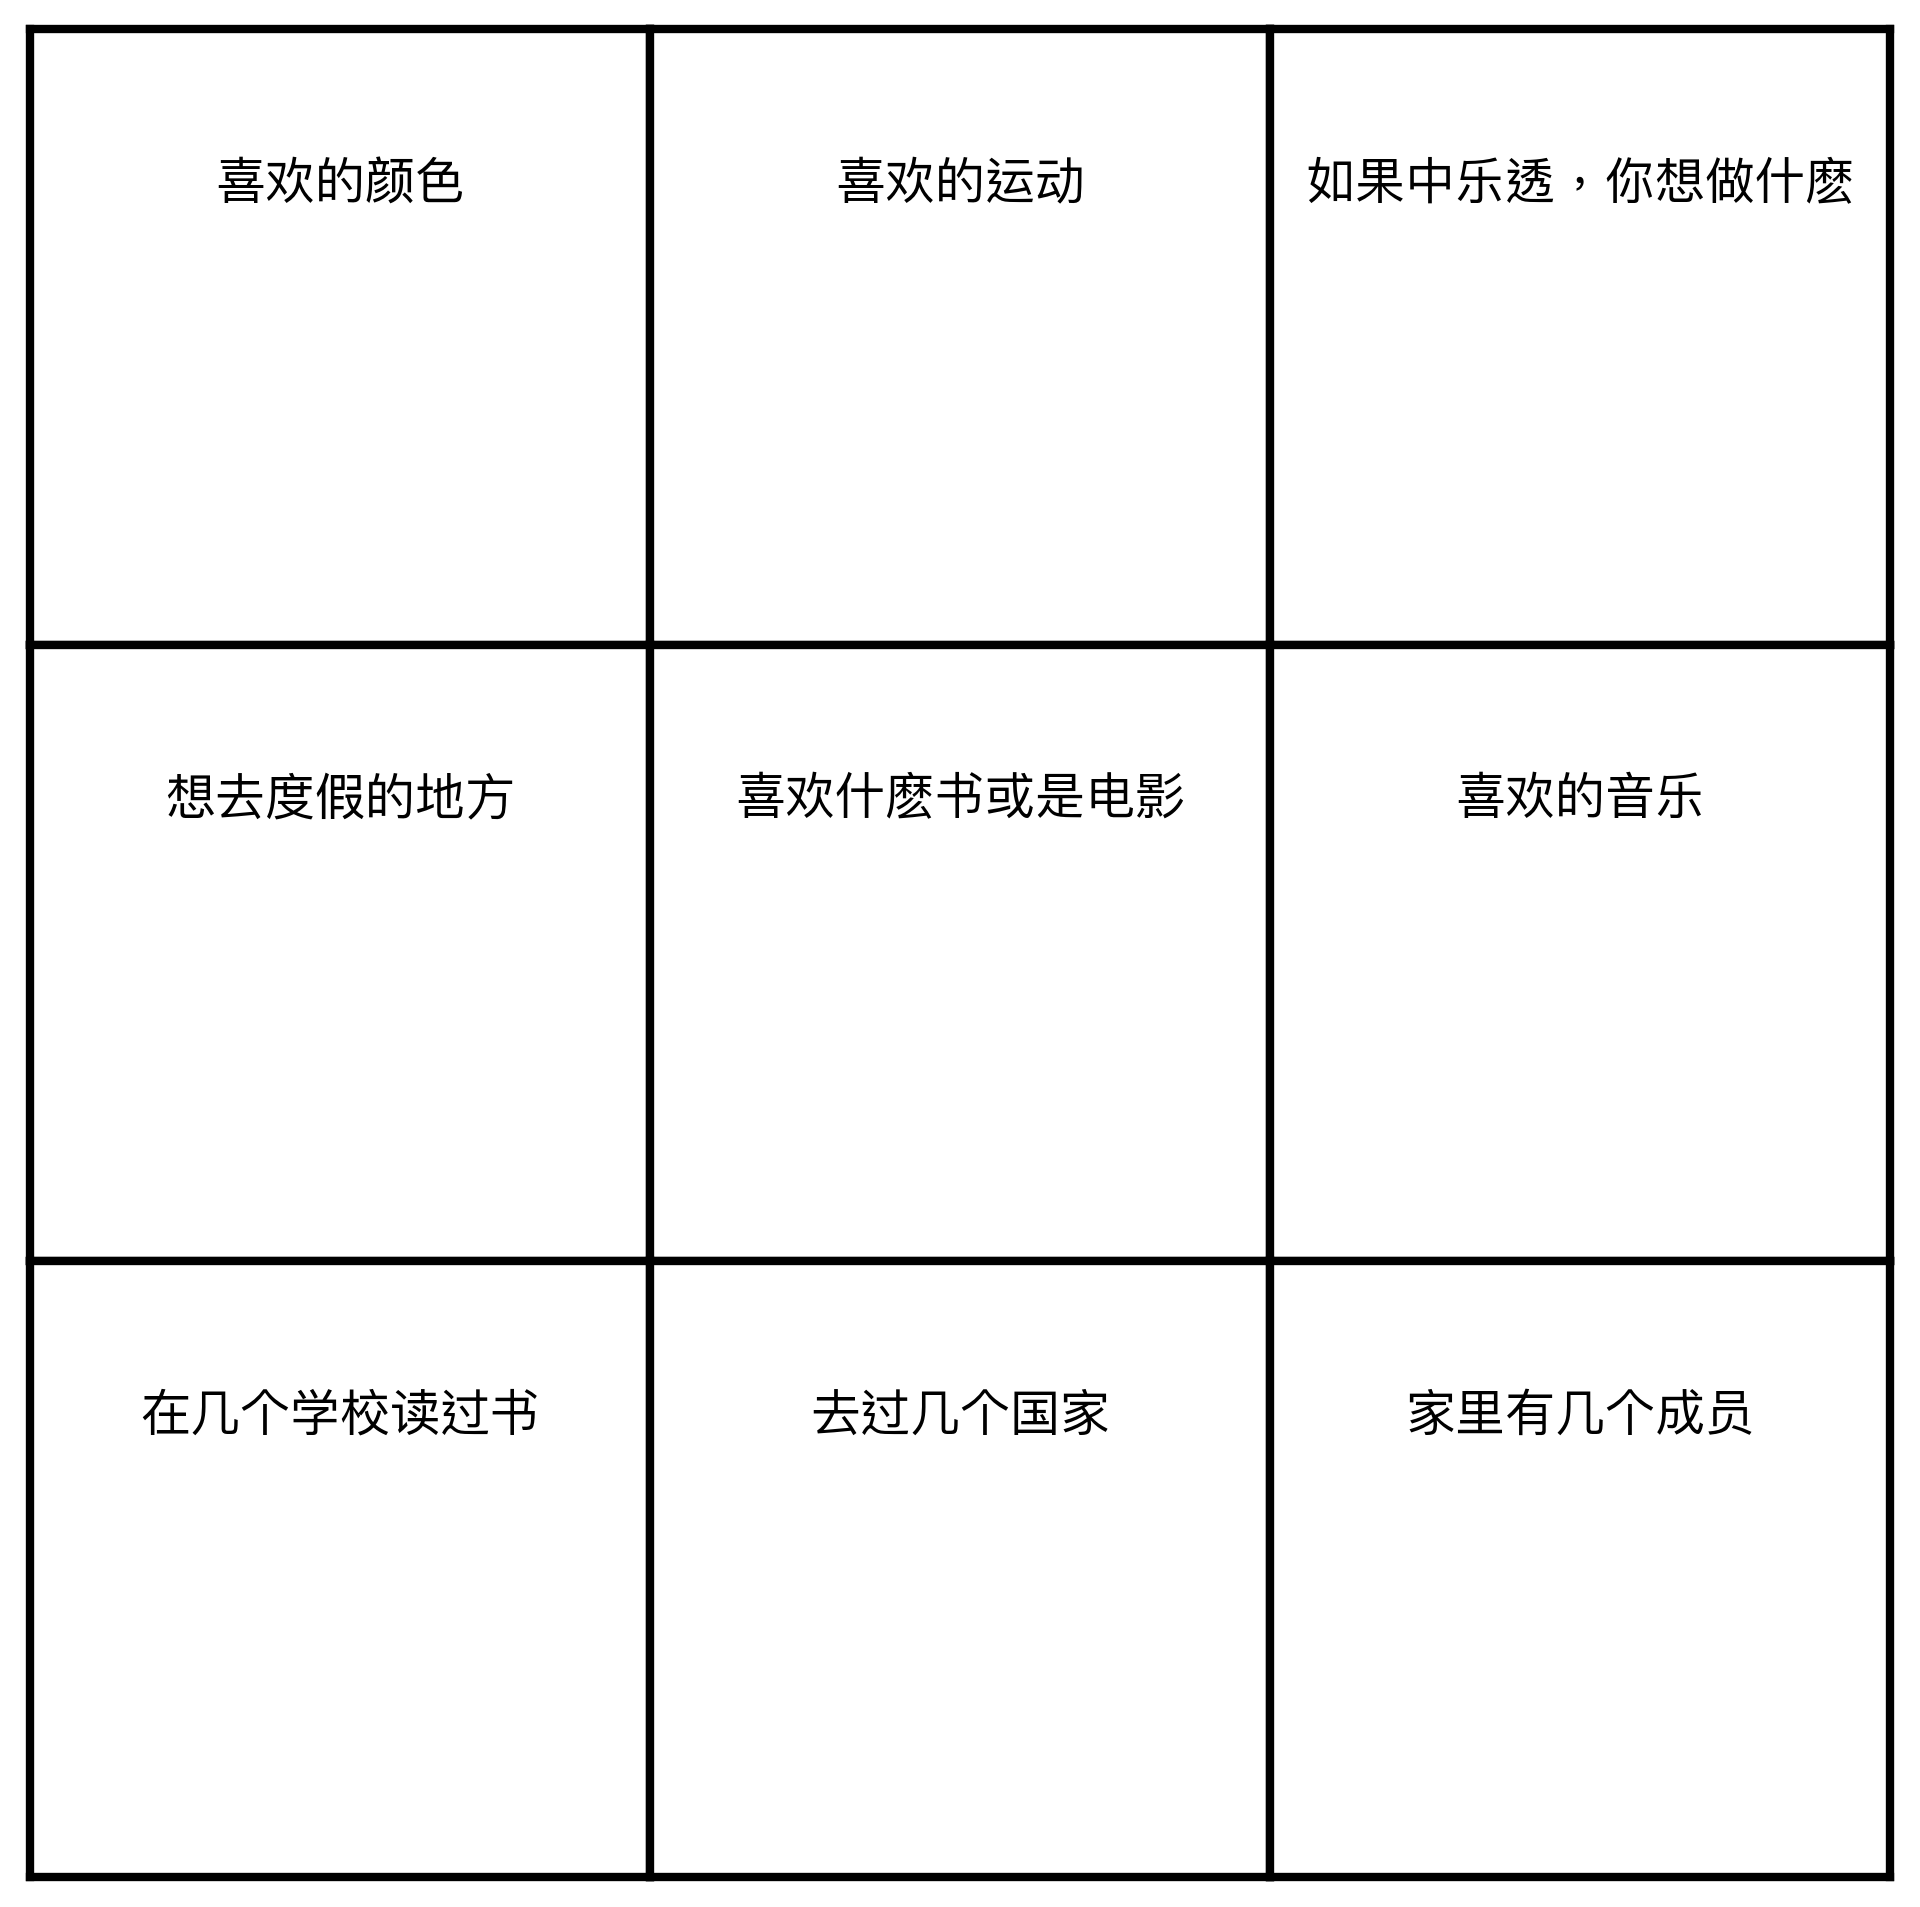 喜欢的颜色
喜欢的运动
如果中乐透，你想做什麽
想去度假的地方
喜欢什麽书或是电影
喜欢的音乐
在几个学校读过书
去过几个国家
家里有几个成员